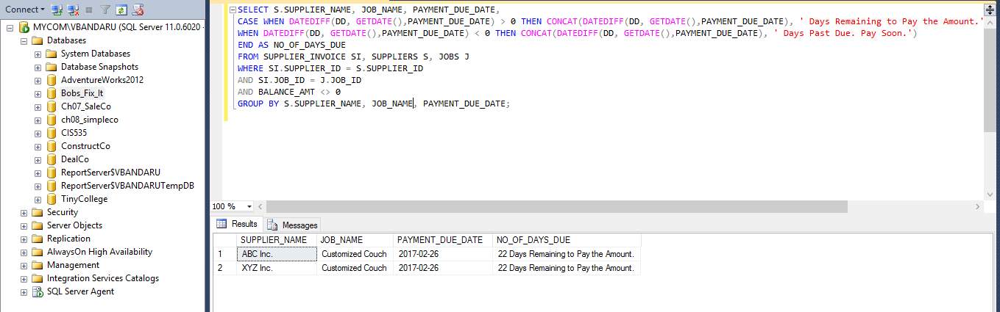 Connect
MYCOM\VBANDARU (SQL Server 11.0.6020 -
Databases
System Databases
Database Snapshots
AdventureWorks2012
Bobs_Fix_It
Ch07_SaleCo
ch08_simpleco
CIS535
ConstructCo
DealCo
ReportServer$VBANDARU
ReportServer$VBANDARUTempDB
TinyCollege
Security
Server Objects
Replication
AlwaysOn High Availability
Management
Integration Services Catalogs
SQL Server Agent
SELECT S.SUPPLIER_NAME, JOB_NAME, PAYMENT_DUE_DATE,
CASE WHEN DATEDIFF(DD, GETDATE(),PAYMENT_DUE_DATE) > 0 THEN CONCAT(DATEDIFF(DD, GETDATE(),PAYMENT_DUE_DATE), ' Days Remaining to Pay the Amount.'
WHEN DATEDIFF(DD, GETDATE(),PAYMENT_DUE_DATE) < 0 THEN CONCAT(DATEDIFF(DD, GETDATE(),PAYMENT_DUE_DATE), ' Days Past Due. Pay Soon.')
END AS NO_OF_DAYS_DUE
FROM SUPPLIER_INVOICE SI, SUPPLIERS S, JOBS J
WHERE SI.SUPPLIER_ID = S.SUPPLIER_ID
AND SI.JOB_ID = J.JOB_ID
AND BALANCE_AMT <> 0
GROUP BY S.SUPPLIER_NAME, JOB_NAME, PAYMENT_DUE_DATE;
100 %
Results Messages
SUPPLIER_NAME JOB_NAME PAYMENT_DUE_DATE NO_OF_DAYS_DUE
1 ABC Inc. Customized Couch 2017-02-26 22 Days Remaining to Pay the Amount.
2 XYZ Inc. Customized Couch 2017-02-26 22 Days Remaining to Pay the Amount.